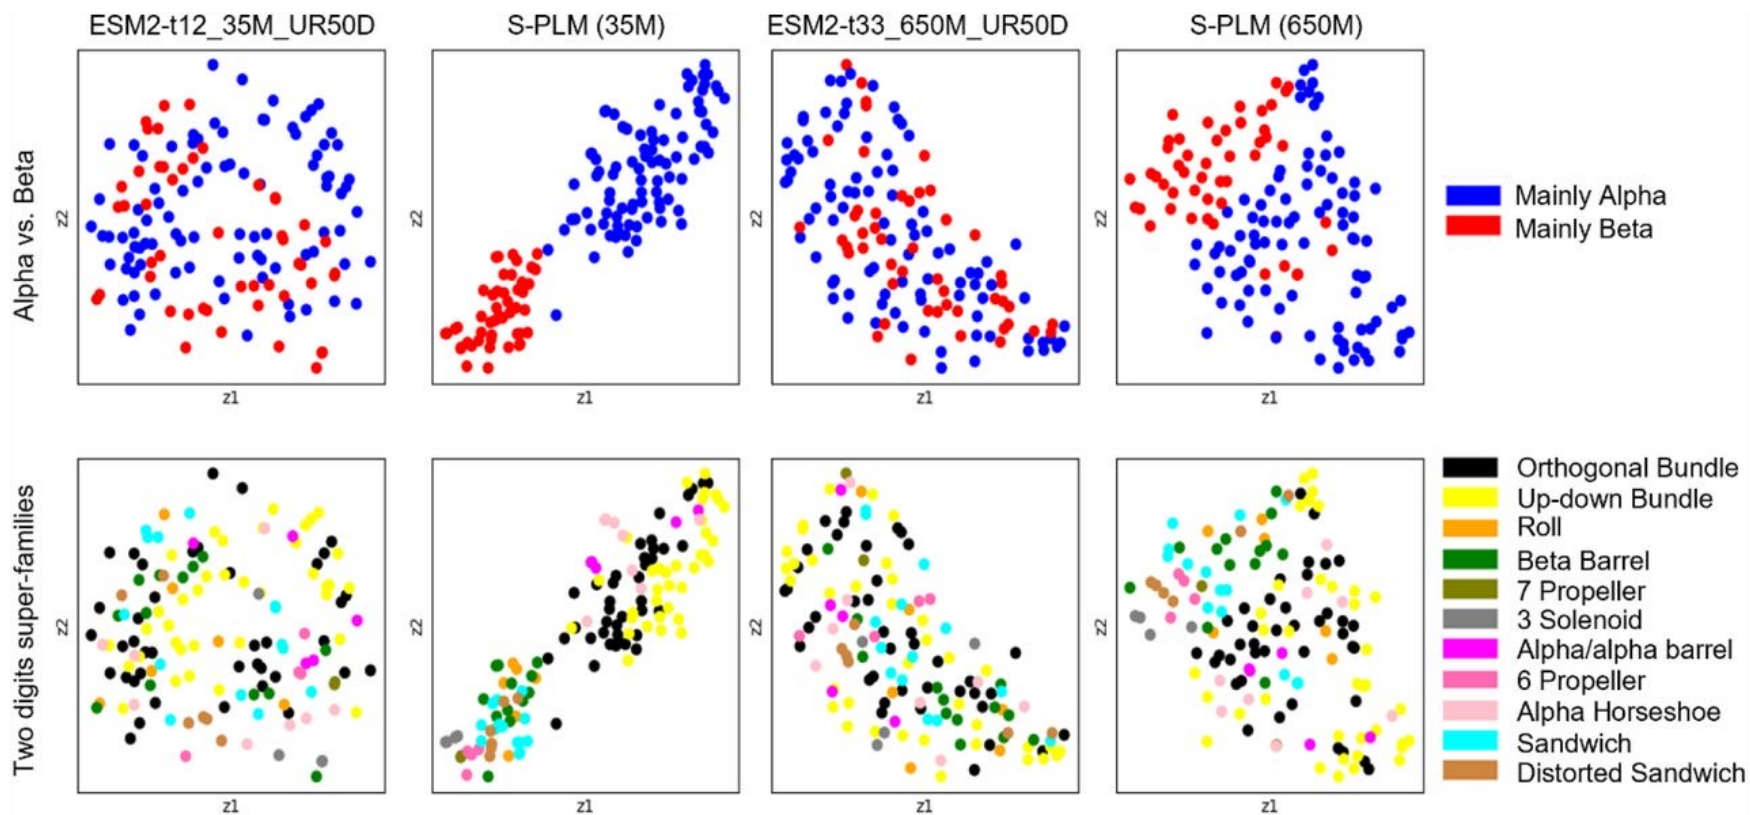 ESM2-t12_35M_UR50D
S-PLM (35M)
ESM2-t33_650M_UR50D
S-PLM (650M)
Alpha vs. Beta
z2
z2
z2
z2
z1
z1
z1
z1
Mainly Alpha
Mainly Beta
Two digits super-families
z2
z2
z2
z2
z1
z1
z1
z1
Orthogonal Bundle
Up-down Bundle
Roll
Beta Barrel
7 Propeller
3 Solenoid
Alpha/alpha barrel
6 Propeller
Alpha Horseshoe
Sandwich
Distorted Sandwich